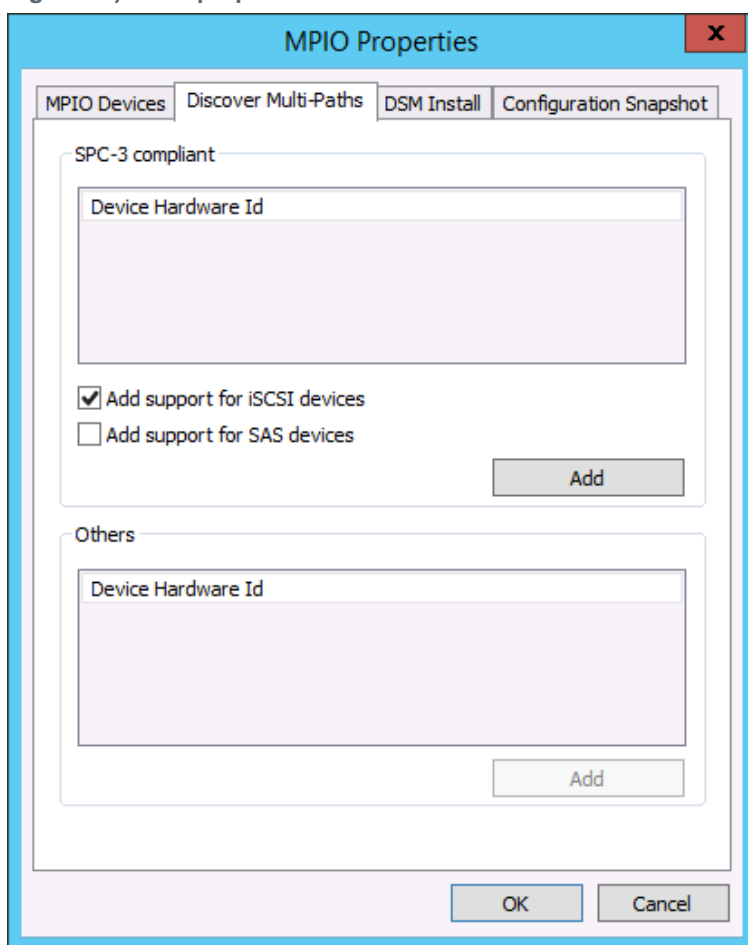 MPIO Properties
x
MPIO Devices Discover Multi-Paths DSM Install Configuration Snapshot
SPC-3 compliant
Device Hardware Id
Add support for iSCSI devices
Add support for SAS devices
Add
Others
Device Hardware Id
Add
OK Cancel